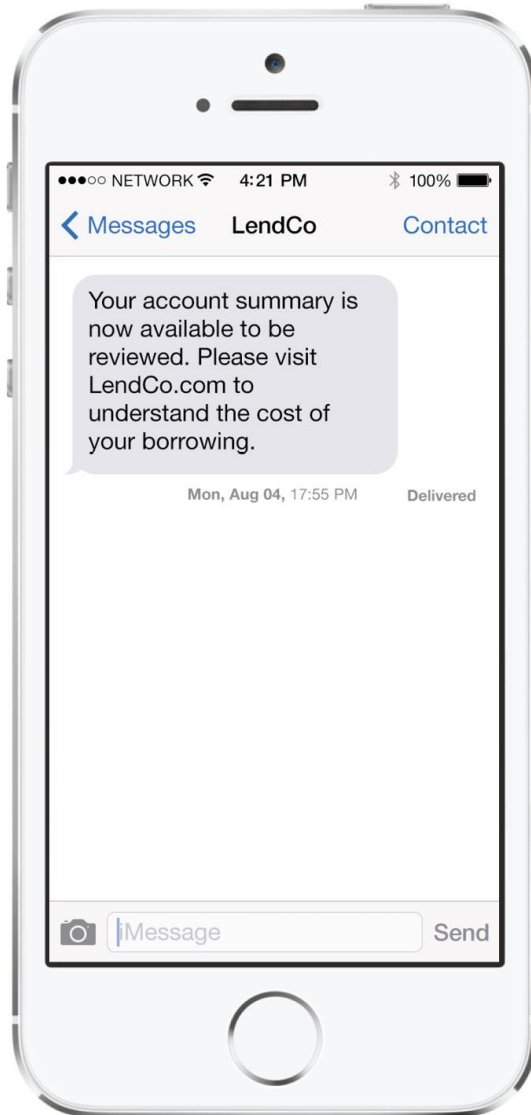 NETWORK 4:21 PM 100%
Messages LendCo Contact
Your account summary is
now available to be
reviewed. Please visit
LendCo.com to
understand the cost of
your borrowing.
Mon, Aug 04, 17:55 PM Delivered
iMessage Send